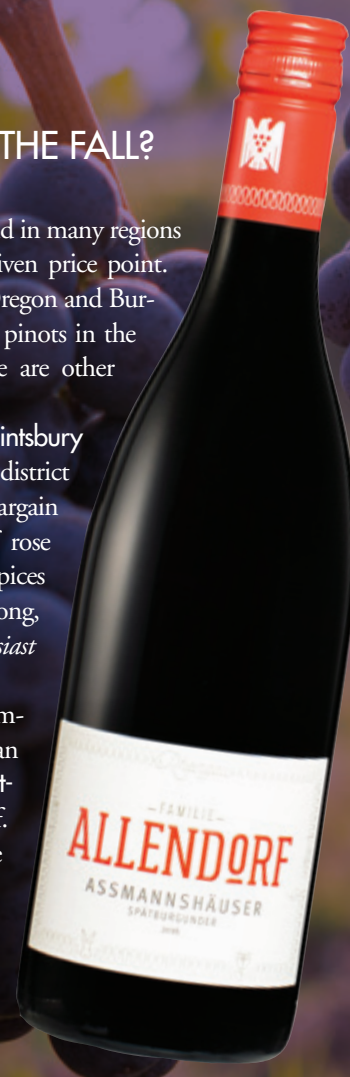 THE FALL?
d in many regions
iven price point.
regon and Bur-
pinots in the
e are other
intsbury
district
argain
rose
pices
ong,
siast
m-
an
t-
f.
e
—FAMILIE—
ALLENDORF
ASSMANNSHÄUSER
SPÄTBURGUNDER